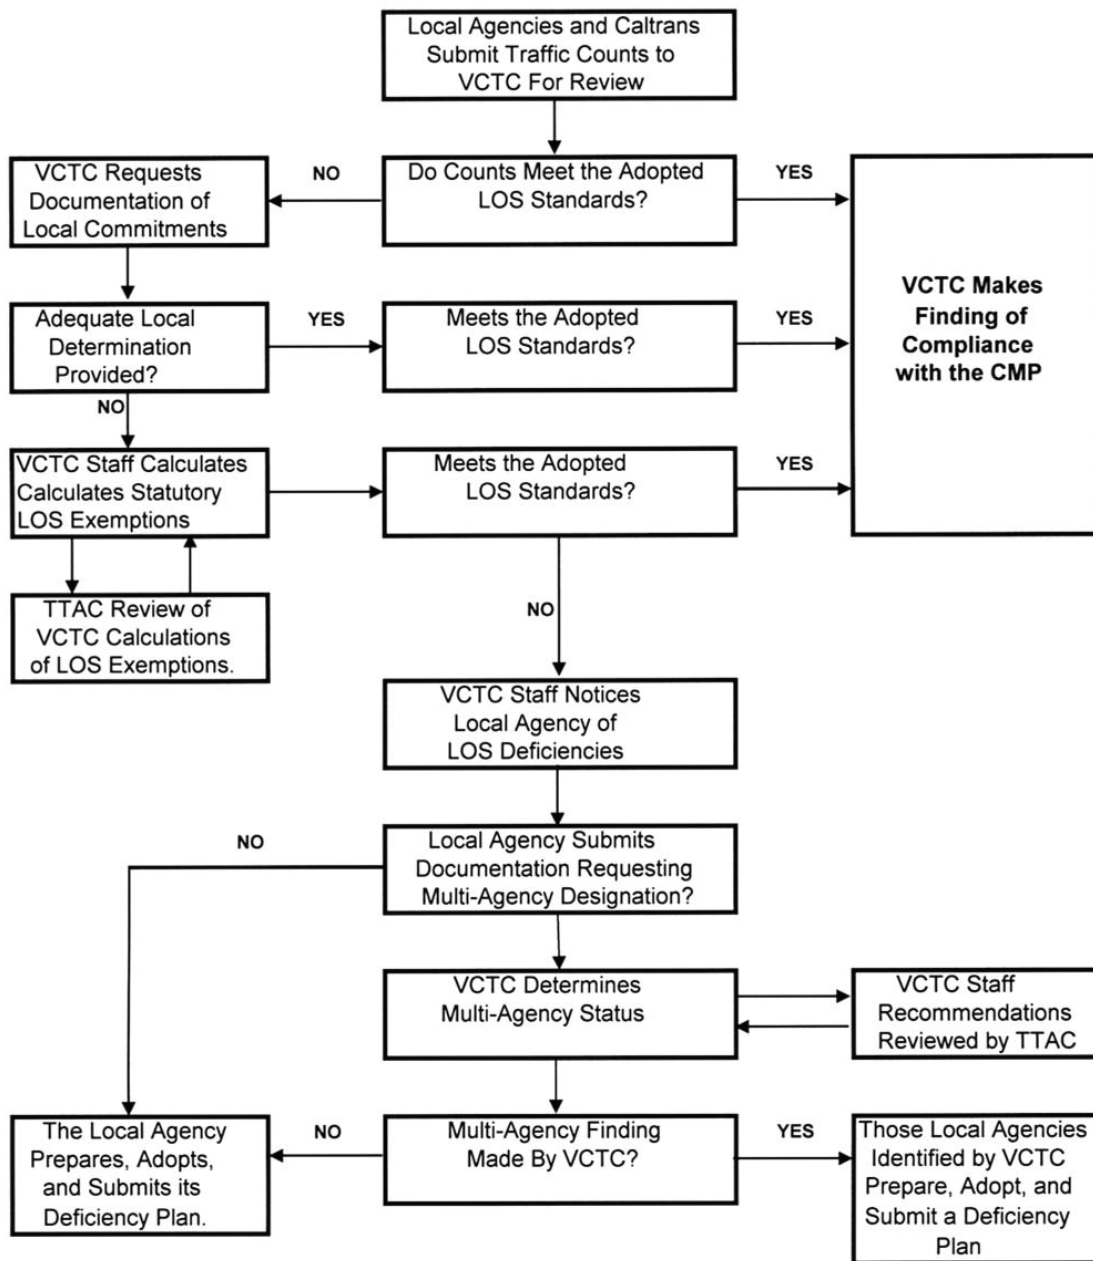 Local Agencies and Caltrans
Submit Traffic Counts to
VCTC For Review
VCTC Requests
Documentation of
Local Commitments
NO
Do Counts Meet the Adopted
LOS Standards?
YES
VCTC Makes
Finding of
Compliance
with the CMP
Adequate Local
Determination
Provided?
YES
Meets the Adopted
LOS Standards?
YES
NO
VCTC Staff Calculates
Calculates Statutory
LOS Exemptions
Meets the Adopted
LOS Standards?
YES
TTAC Review of
VCTC Calculations
of LOS Exemptions.
NO
VCTC Staff Notices
Local Agency of
LOS Deficiencies
NO
Local Agency Submits
Documentation Requesting
Multi-Agency Designation?
VCTC Determines
Multi-Agency Status
VCTC Staff
Recommendations
Reviewed by TTAC
The Local Agency
Prepares, Adopts,
and Submits its
Deficiency Plan.
NO
Multi-Agency Finding
Made By VCTC?
YES
Those Local Agencies
Identified by VCTC
Prepare, Adopt, and
Submit a Deficiency
Plan